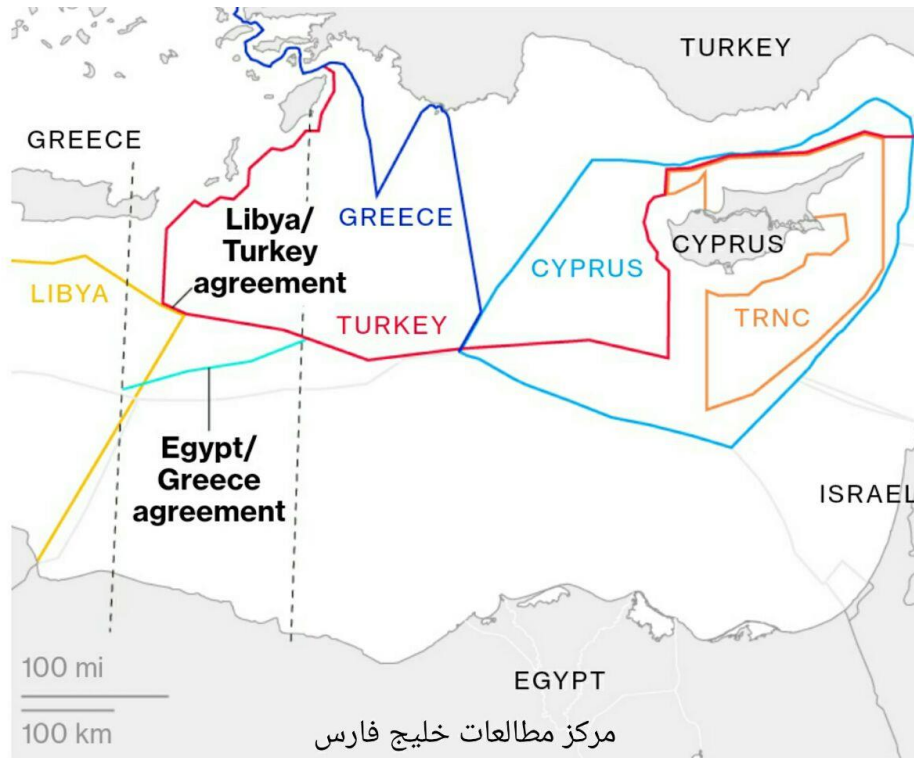 TURKEY
GREECE
Libya/
Turkey
agreement
GREECE
CYPRUS
CYPRUS
LIBYA
TURKEY
TRNC
Egypt/
Greece
agreement
ISRAEL
100 mi
100 km
EGYPT
مرکز مطالعات خلیج فارس